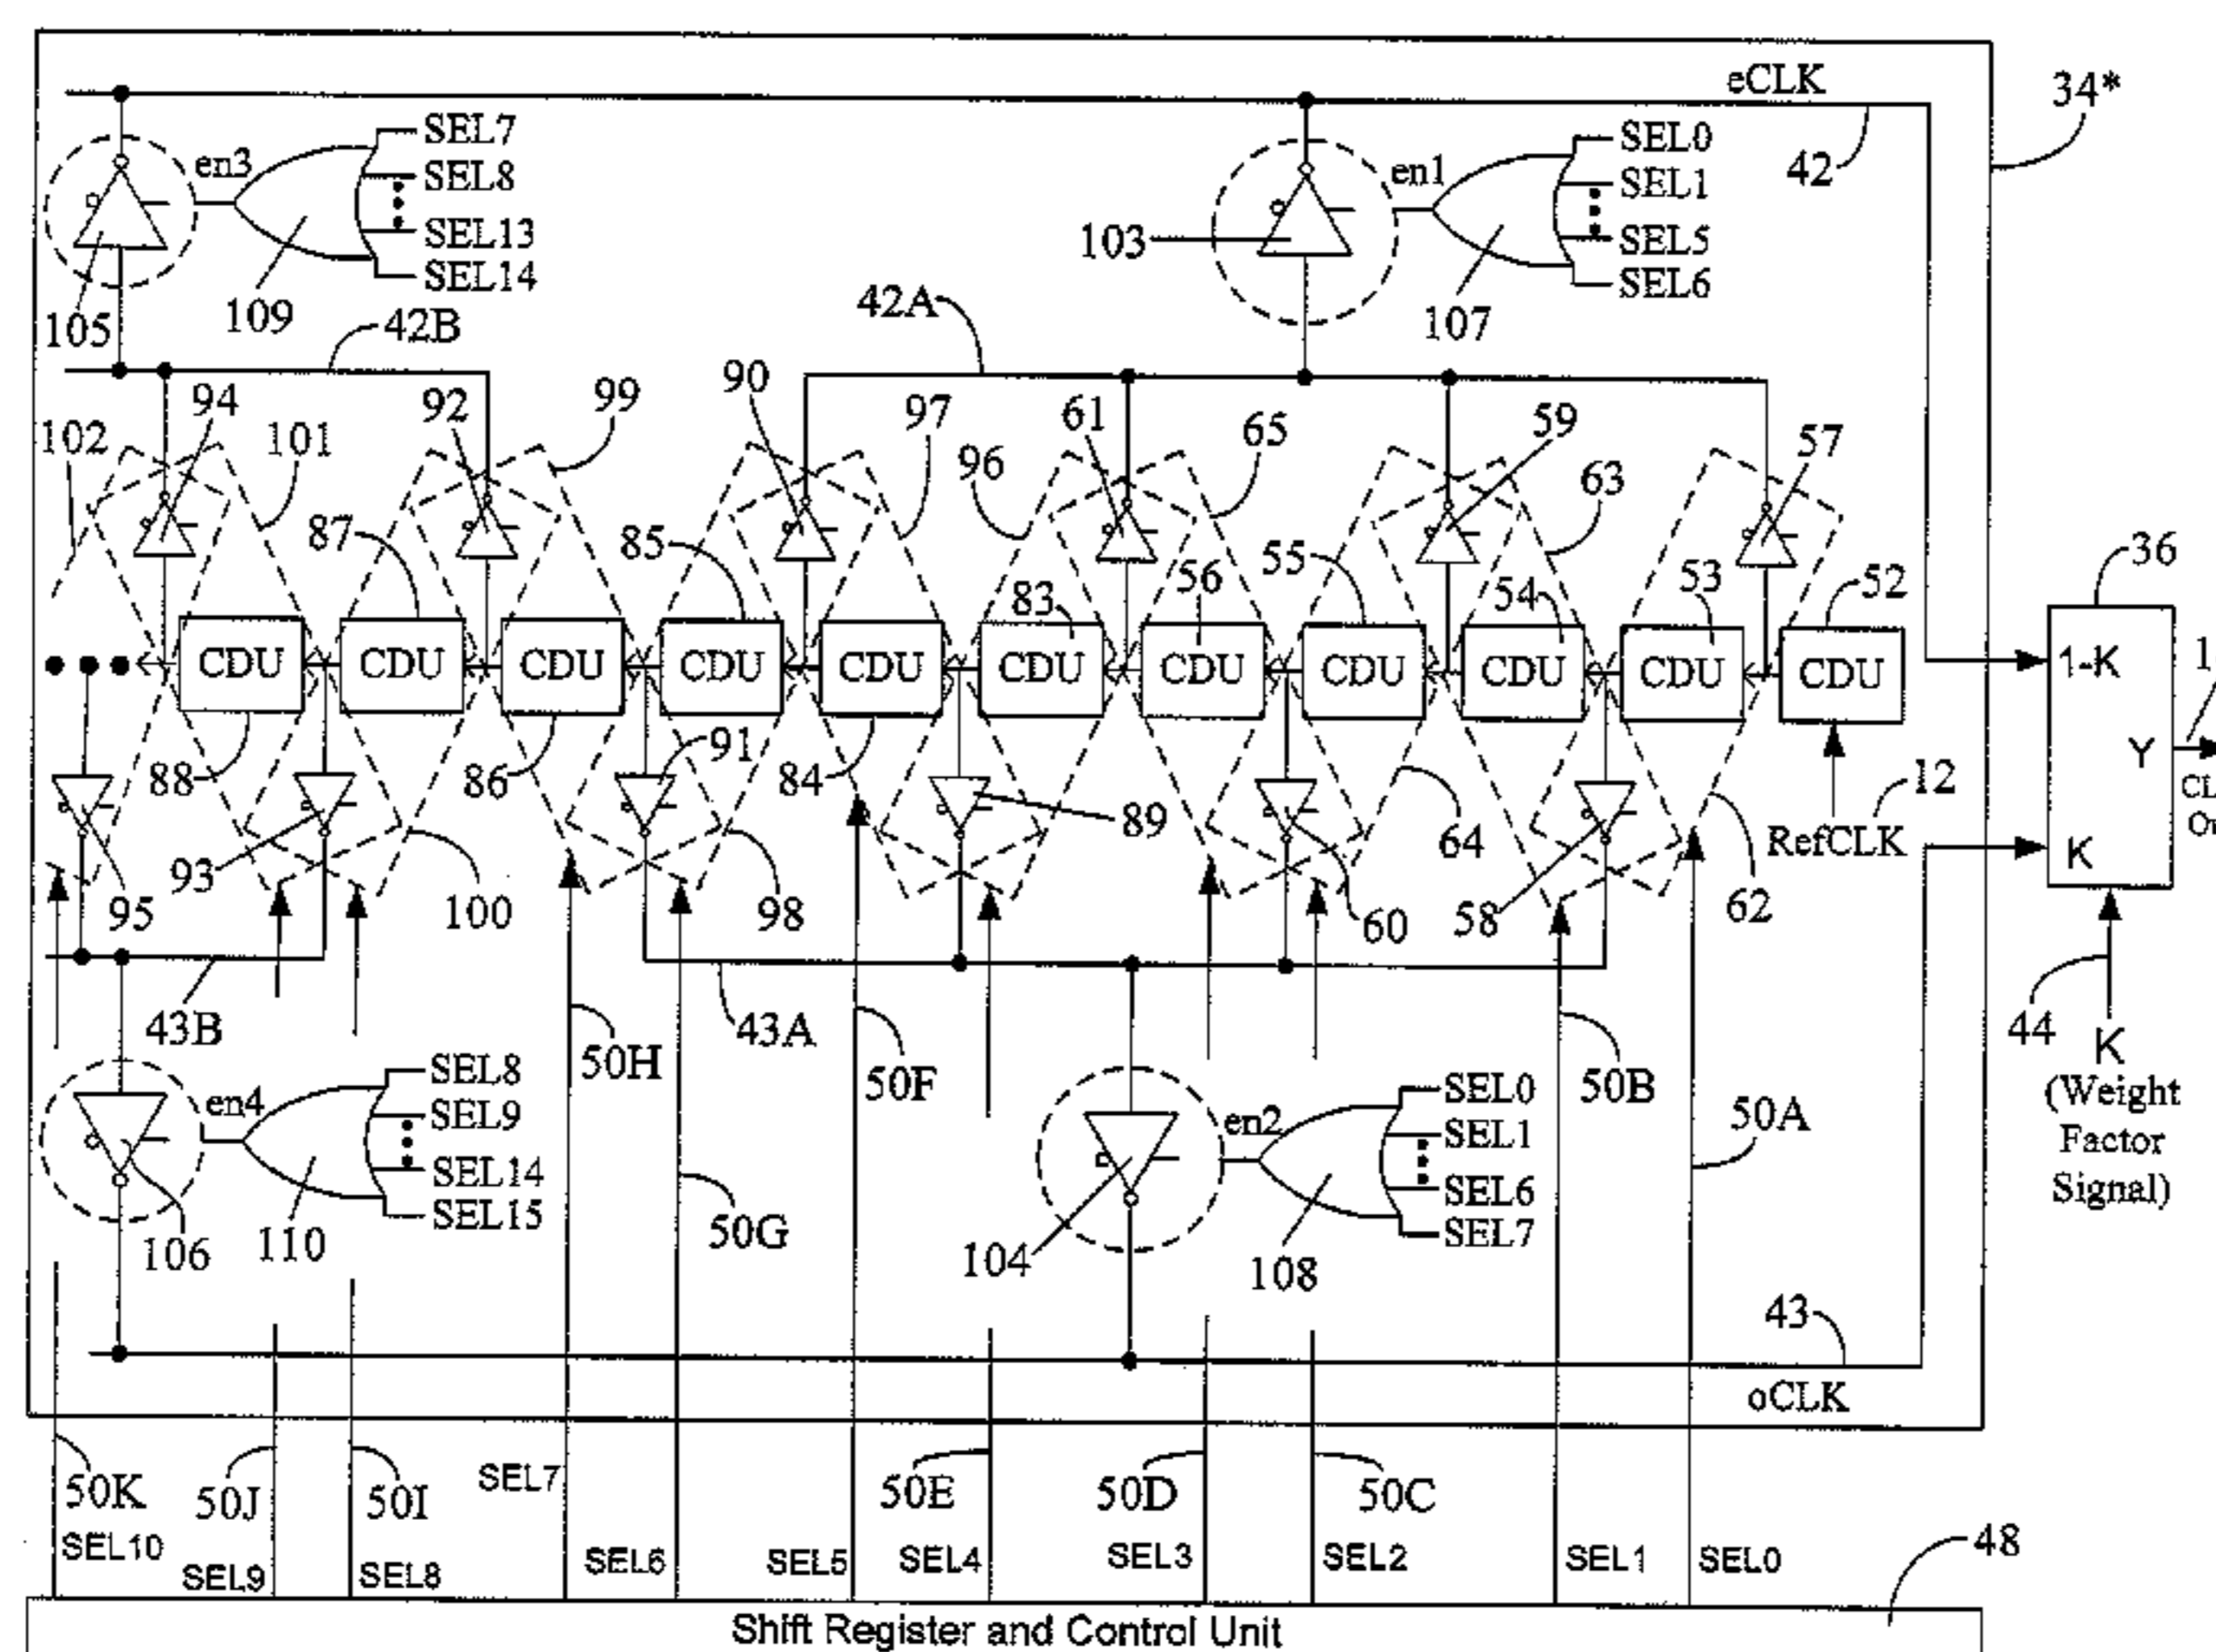 eCLK
34*
42
SEL7
SEL8
SEL13
SEL14
en3
109
105
SEL0
SEL1
SEL5
SEL6
en1
107
103
42B
42A
94
92
99
90
97
61
65
59
57
102
101
96
63
87
85
83
56
55
54
53
52
36
CDU
CDU
CDU
CDU
CDU
CDU
CDU
CDU
CDU
CDU
CDU
1-K
Y
K
88
86
91
84
89
64
12
RefCLK
93
95
100
98
60
58
62
44
K
(Weight
Factor
Signal)
43B
43A
50H
50F
50B
50A
SEL8
SEL9
SEL14
SEL15
en4
110
106
50G
SEL0
SEL1
SEL6
SEL7
en2
108
104
43
oCLK
50K
50J
50I
50E
50D
50C
SEL10
SEL9
SEL8
SEL7
SEL6
SEL5
SEL4
SEL3
SEL2
SEL1
SEL0
48
Shift Register and Control Unit